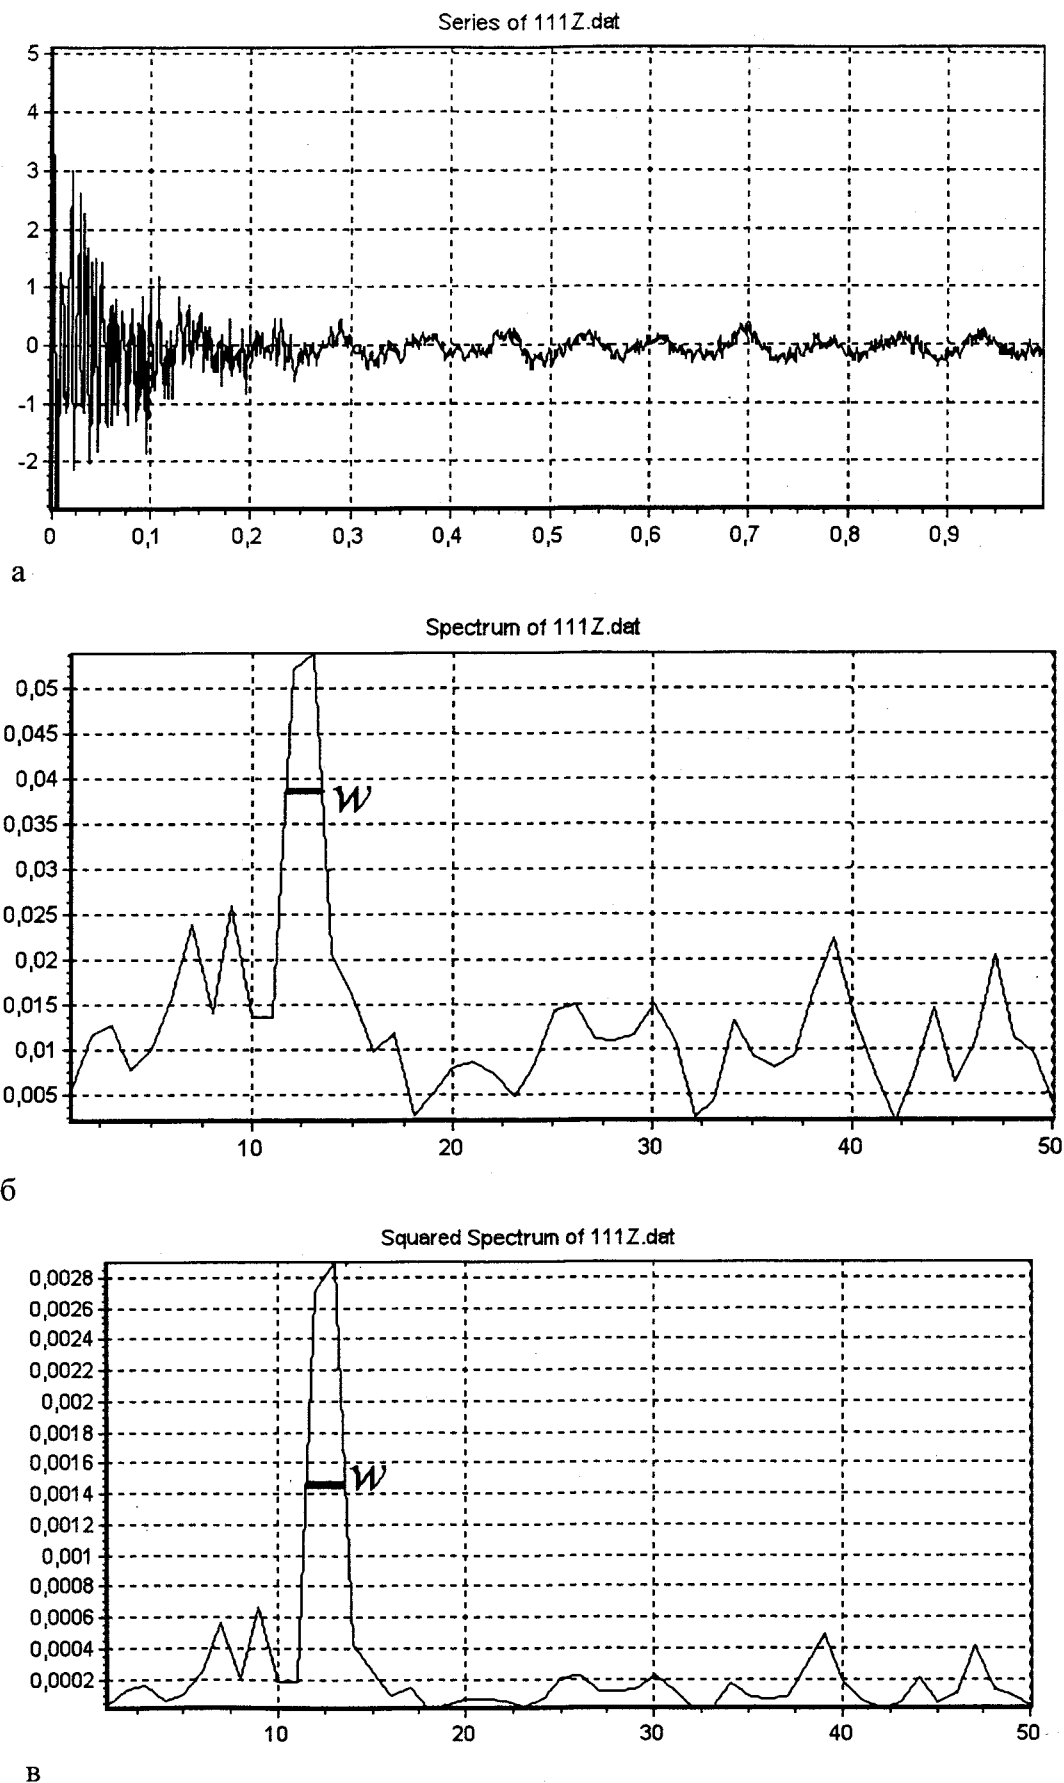 Series of 111Z.dat
5
4
3
2
1
0
-1
-2
0 0,1 0,2 0,3 0,4 0,5 0,6 0,7 0,8 0,9
а
Spectrum of 111Z.dat
0,05
0,045
0,04
W
0,035
0,03
0,025
0,02
0,015
0,01
0,005
10 20 30 40 50
б
Squared Spectrum of 111Z.dat
0,0028
0,0026
0,0024
0,0022
0,002
0,0018
0,0016
W
0,0014
0,0012
0,001
0,0008
0,0006
0,0004
0,0002
10 20 30 40 50
в